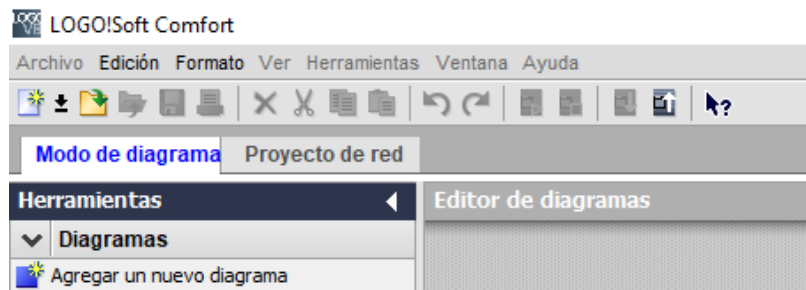 LOGO!Soft Comfort
Archivo Edición Formato Ver Herramientas Ventana Ayuda
Modo de diagrama Proyecto de red
Herramientas Editor de diagramas
Diagramas
Agregar un nuevo diagrama